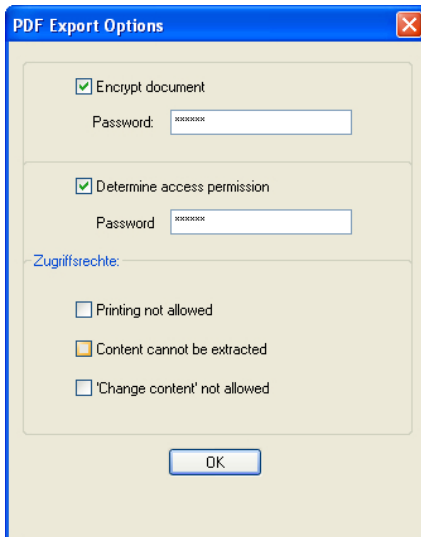 PDF Export Options
Encrypt document
Password: ******
Determine access permission
Password ******
Zugriffsrechte:
Printing not allowed
Content cannot be extracted
'Change content' not allowed
OK